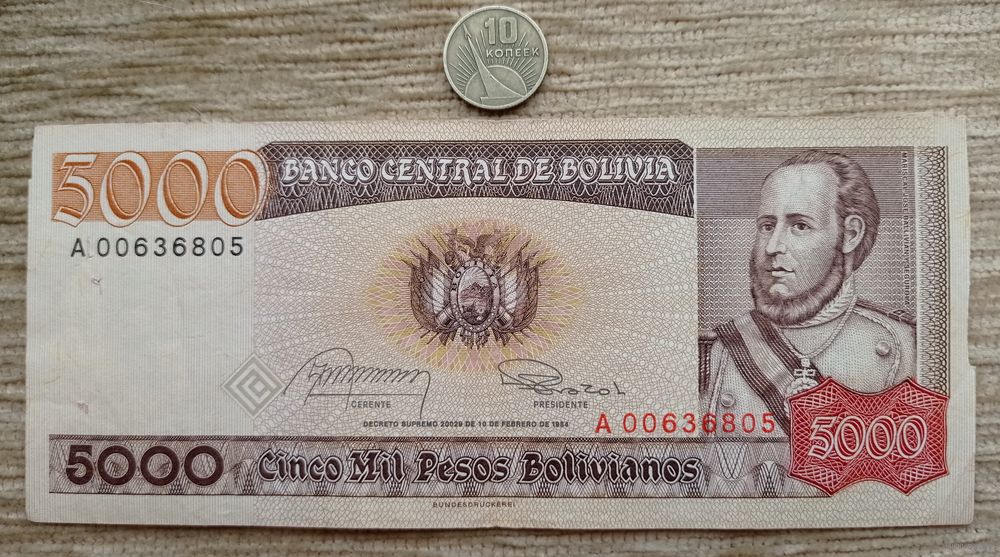 10
КОПЕЕК
5000
BANCO CENTRAL DE BOLIVIA
A 00636805
GERENTE
PRESIDENTE
DECRETO SUPREMO 20029 DE 10 DE FEBRERO DE 1984
A 00636805
5000
5000
Cinco Mil Pesos Bolivianos
BUNDESDRUCKEREI